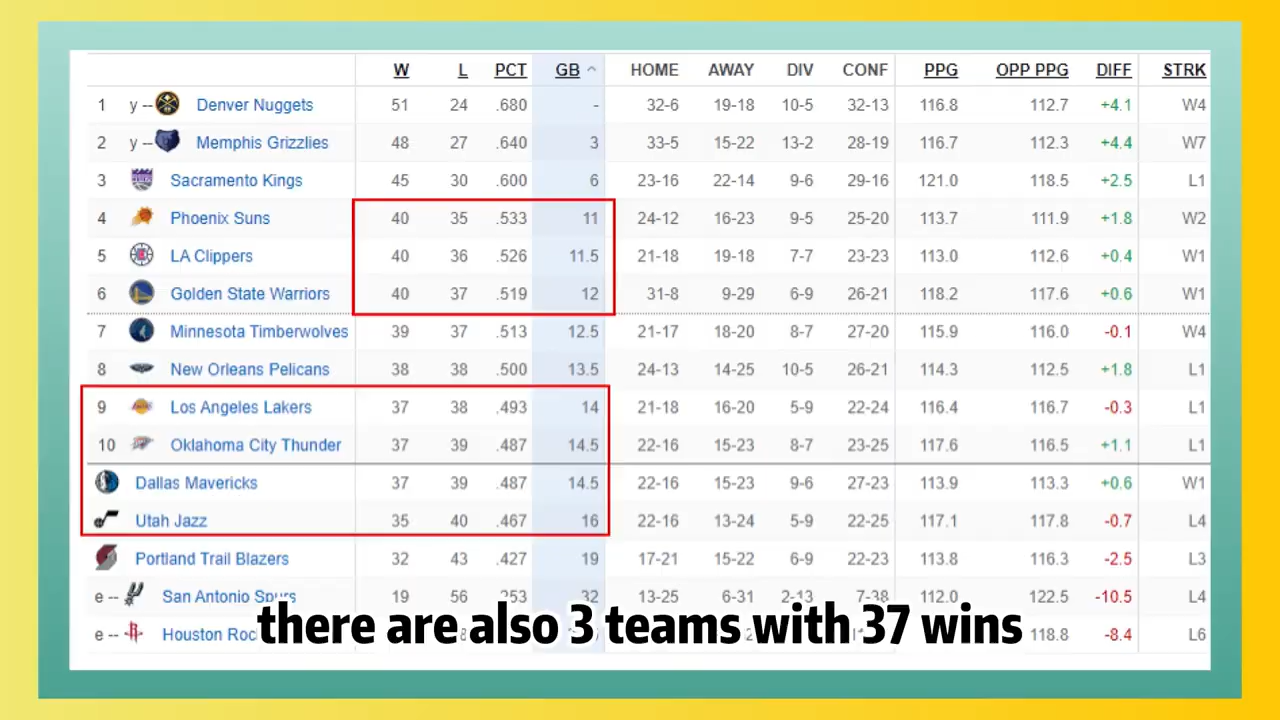 W L PCT GB ^ HOME AWAY DIV CONF PPG OPP PPG DIFF STRK
1 y -- Denver Nuggets 51 24 .680 - 32-6 19-18 10-5 32-13 116.8 112.7 +4.1 W4
2 y -- Memphis Grizzlies 48 27 .640 3 33-5 15-22 13-2 28-19 116.7 112.3 +4.4 W7
3 Sacramento Kings 45 30 .600 6 23-16 22-14 9-6 29-16 121.0 118.5 +2.5 L1
4 Phoenix Suns 40 35 .533 11 24-12 16-23 9-5 25-20 113.7 111.9 +1.8 W2
5 LA Clippers 40 36 .526 11.5 21-18 19-18 7-7 23-23 113.0 112.6 +0.4 W1
6 Golden State Warriors 40 37 .519 12 31-8 9-29 6-9 26-21 118.2 117.6 +0.6 W1
7 Minnesota Timberwolves 39 37 .513 12.5 21-17 18-20 8-7 27-20 115.9 116.0 -0.1 W4
8 New Orleans Pelicans 38 38 .500 13.5 24-13 14-25 10-5 26-21 114.3 112.5 +1.8 L1
9 Los Angeles Lakers 37 38 .493 14 21-18 16-20 5-9 22-24 116.4 116.7 -0.3 L1
10 Oklahoma City Thunder 37 39 .487 14.5 22-16 15-23 8-7 23-25 117.6 116.5 +1.1 L1
Dallas Mavericks 37 39 .487 14.5 22-16 15-23 9-6 27-23 113.9 113.3 +0.6 W1
Utah Jazz 35 40 .467 16 22-16 13-24 5-9 22-25 117.1 117.8 -0.7 L4
Portland Trail Blazers 32 43 .427 19 17-21 15-22 6-9 22-23 113.8 116.3 -2.5 L3
e -- San Antonio Spurs 19 56 .253 32 13-25 6-31 2-13 7-38 112.0 122.5 -10.5 L4
e -- Houston 118.8 -8.4 L6
there are also 3 teams with 37 wins